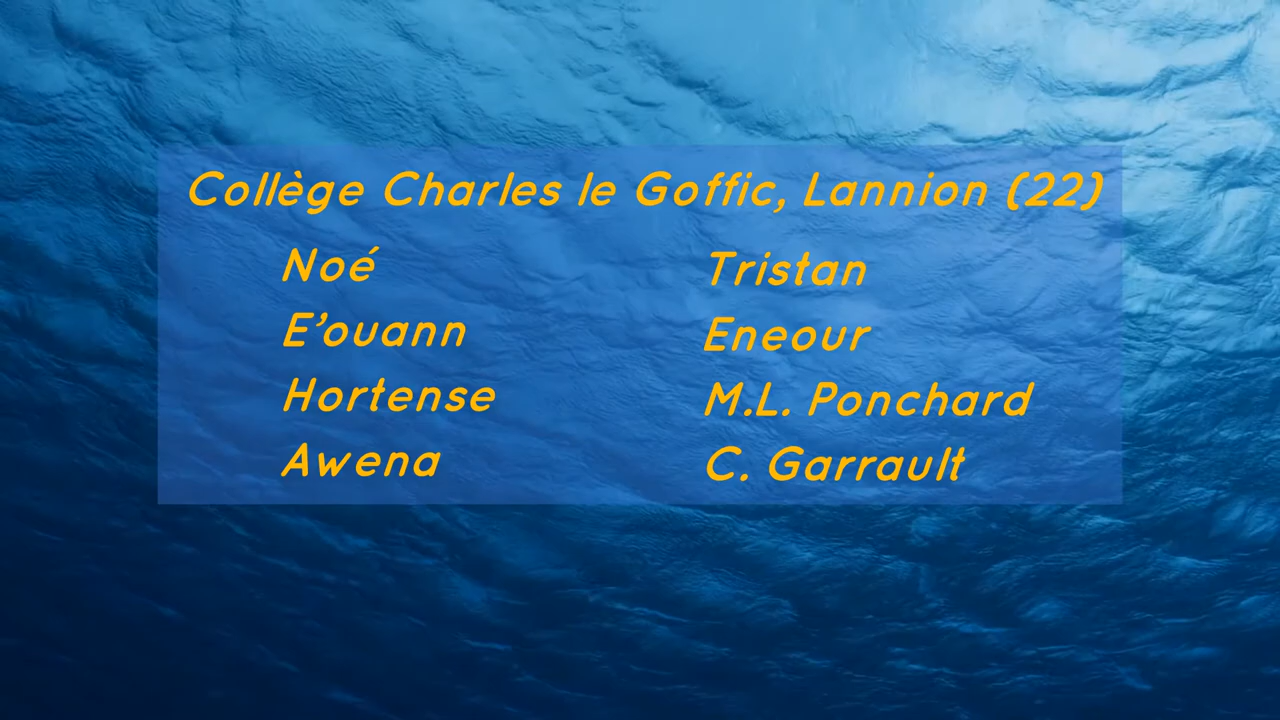 Collège Charles le Goffic, Lannion (22)
Noé
E'ouann
Hortense
Awena
Tristan
Eneour
M.L. Ponchard
C. Garrault